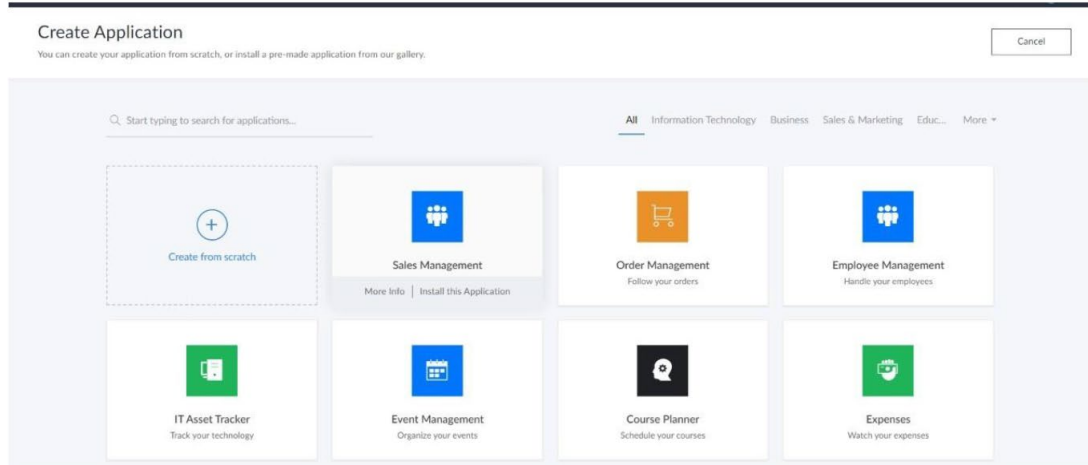 Create Application
You can create your application from scratch, or install a pre-made application from our gallery.
Cancel
Start typing to search for applications...
All Information Technology Business Sales & Marketing Educ... More
Create from scratch
Sales Management
More Info | Install this Application
Order Management
Follow your orders
Employee Management
Handle your employees
IT Asset Tracker
Track your technology
Event Management
Organize your events
Course Planner
Schedule your courses
Expenses
Watch your expenses